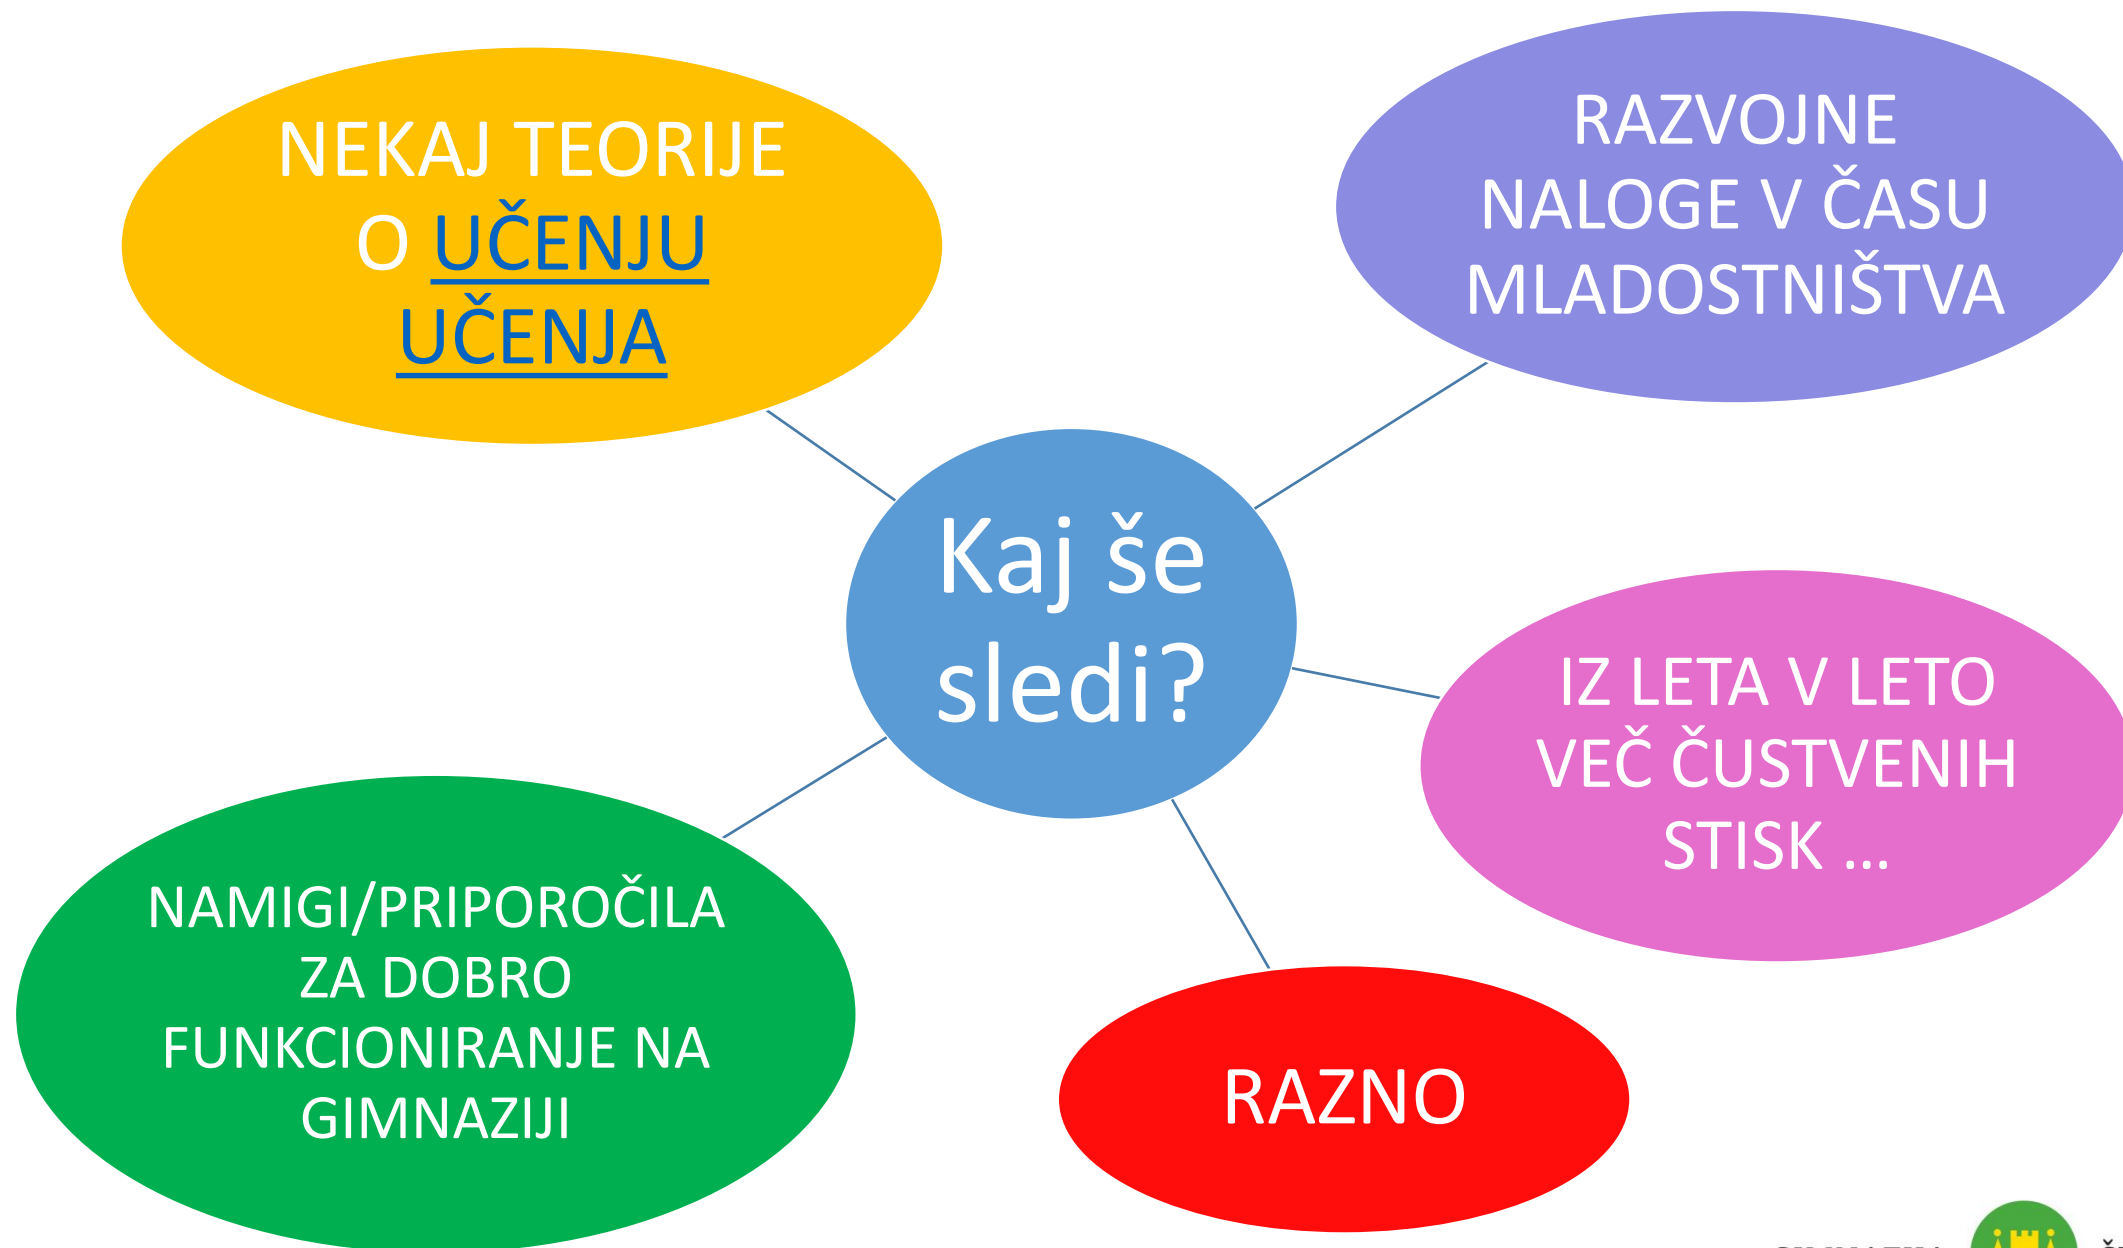 NEKAJ TEORIJE
O UČENJU
UČENJA
RAZVOJNE
NALOGE V ČASU
MLADOSTNIŠTVA
Kaj še
sledi?
IZ LETA V LETO
VEČ ČUSTVENIH
STISK ...
NAMIGI/PRIPOROČILA
ZA DOBRO
FUNKCIONIRANJE NA
GIMNAZIJI
RAZNO